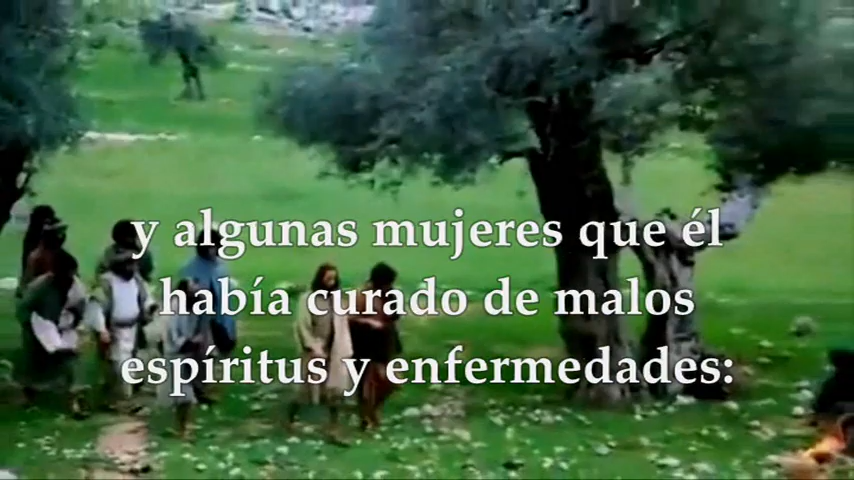 y algunas mujeres que él
había curado de malos
espíritus y enfermedades: